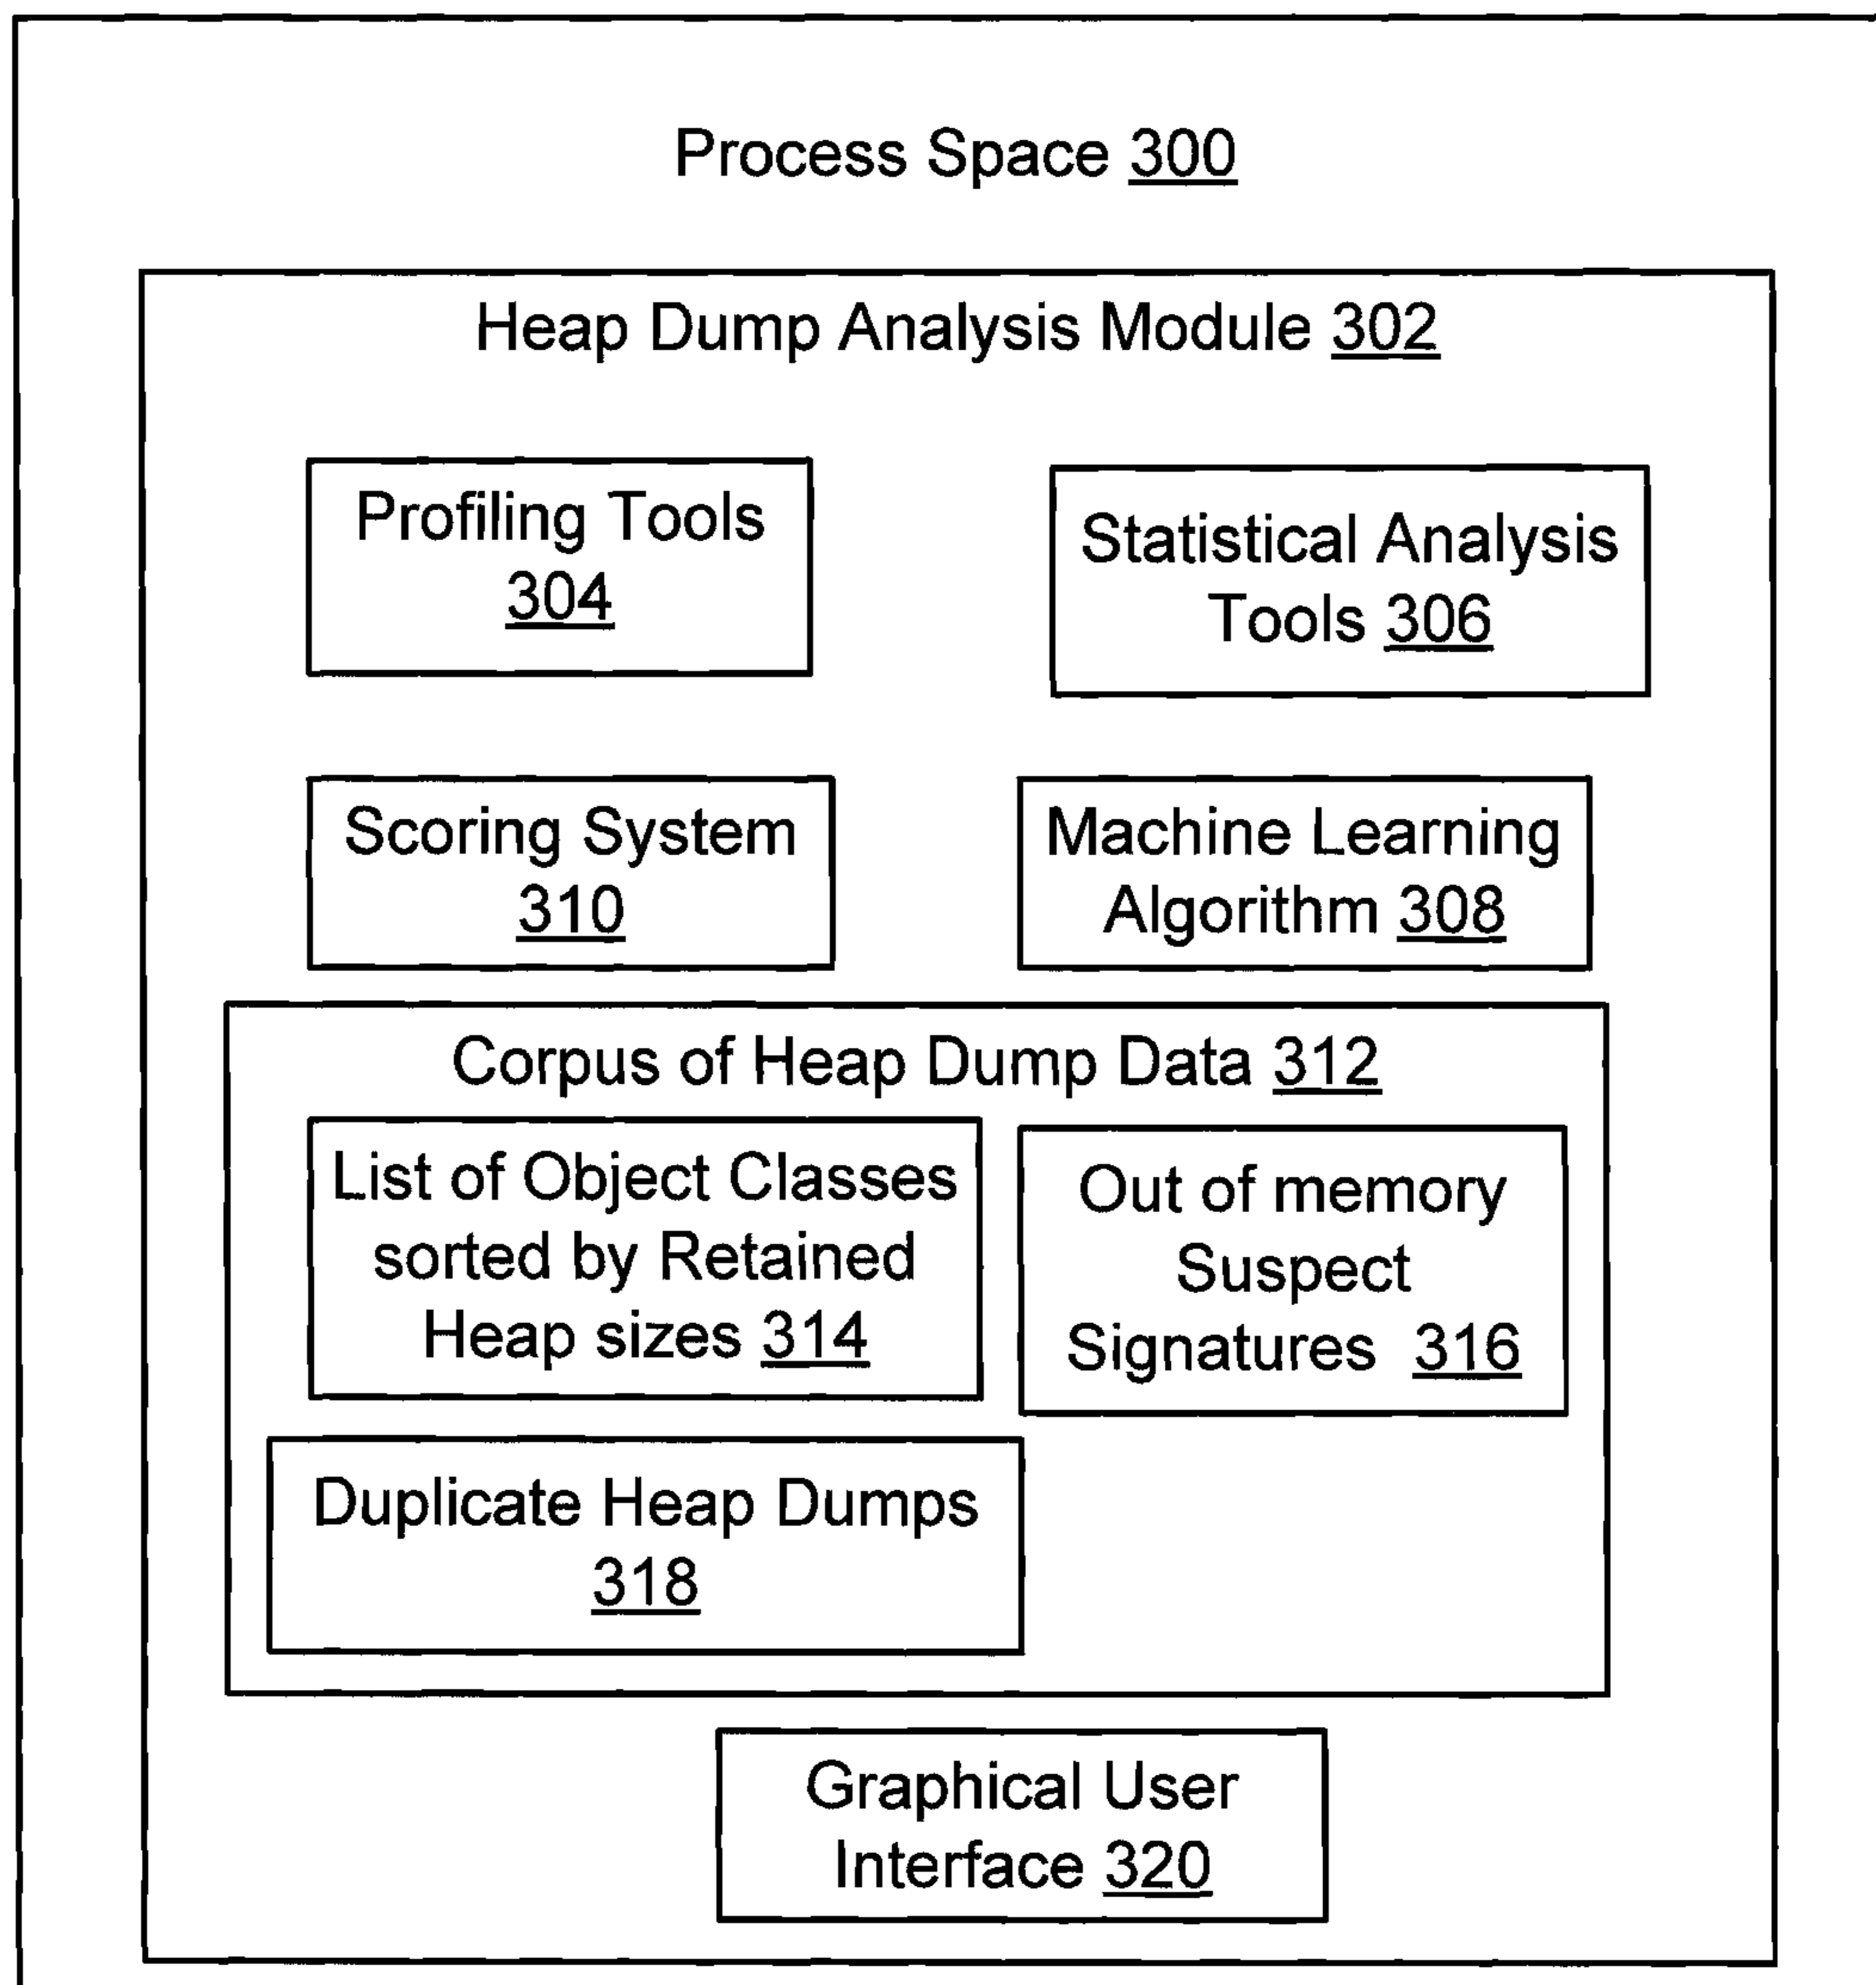 Process Space 300
Heap Dump Analysis Module 302
Profiling Tools
304
Statistical Analysis
Tools 306
Scoring System
310
Machine Learning
Algorithm 308
Corpus of Heap Dump Data 312
List of Object Classes
sorted by Retained
Heap sizes 314
Out of memory
Suspect
Signatures 316
Duplicate Heap Dumps
318
Graphical User
Interface 320